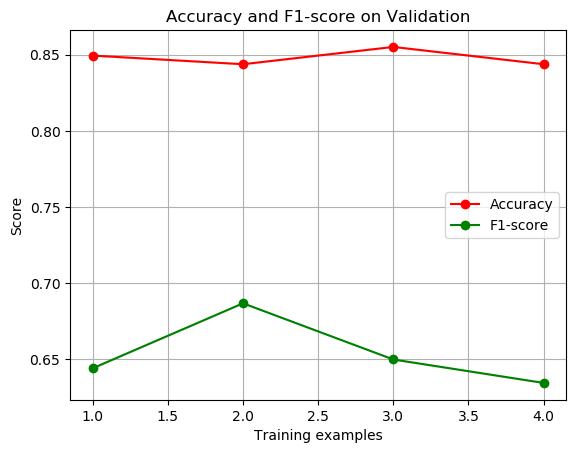 Accuracy and F1-score on Validation
0.85
0.80
0.75
0.70
0.65
Score
Accuracy
F1-score
1.0 1.5 2.0 2.5 3.0 3.5 4.0
Training examples